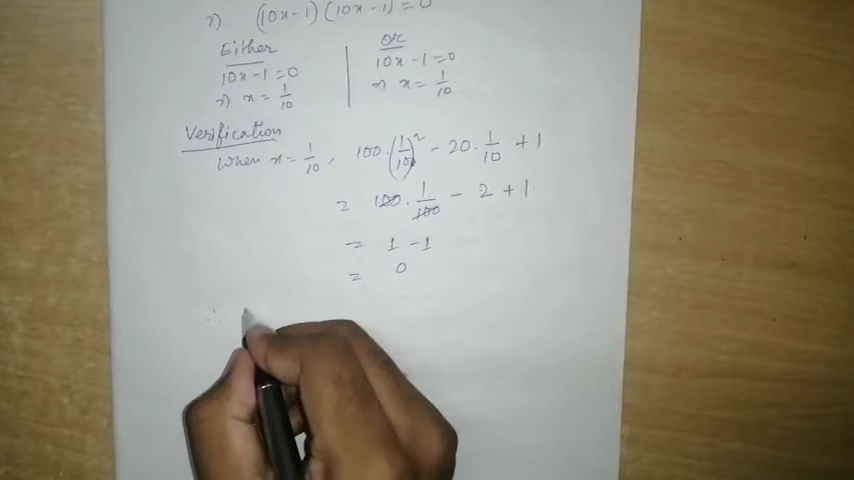 ⇒ (10x-1)(10x-1) = 0
Either
10x-1 = 0
⇒ x = 1/10
OR
10x-1 = 0
⇒ x = 1/10
Verification
When x = 1/10, 100.(1/10)² - 20.1/10 + 1
= 100.1/100 - 2 + 1
= 1 - 1
= 0
∴